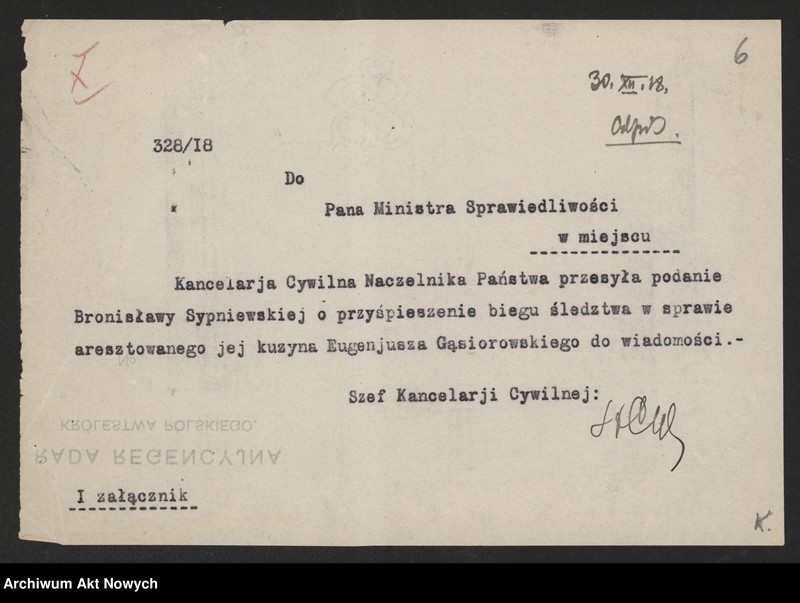 6
30.XII.18.
Odpis.
328/I8
Do
Pana Ministra Sprawiedliwości
w miejscu
Kancelarja Cywilna Naczelnika Państwa przesyła podanie
Bronisławy Sypniewskiej o przyśpieszenie biegu śledztwa w sprawie
aresztowanego jej kuzyna Eugenjusza Gąsiorowskiego do wiadomości.-
Szef Kancelarji Cywilnej:
RADA REGENCYJNA
KRÓLESTWA POLSKIEGO.
I załącznik
K.
Archiwum Akt Nowych